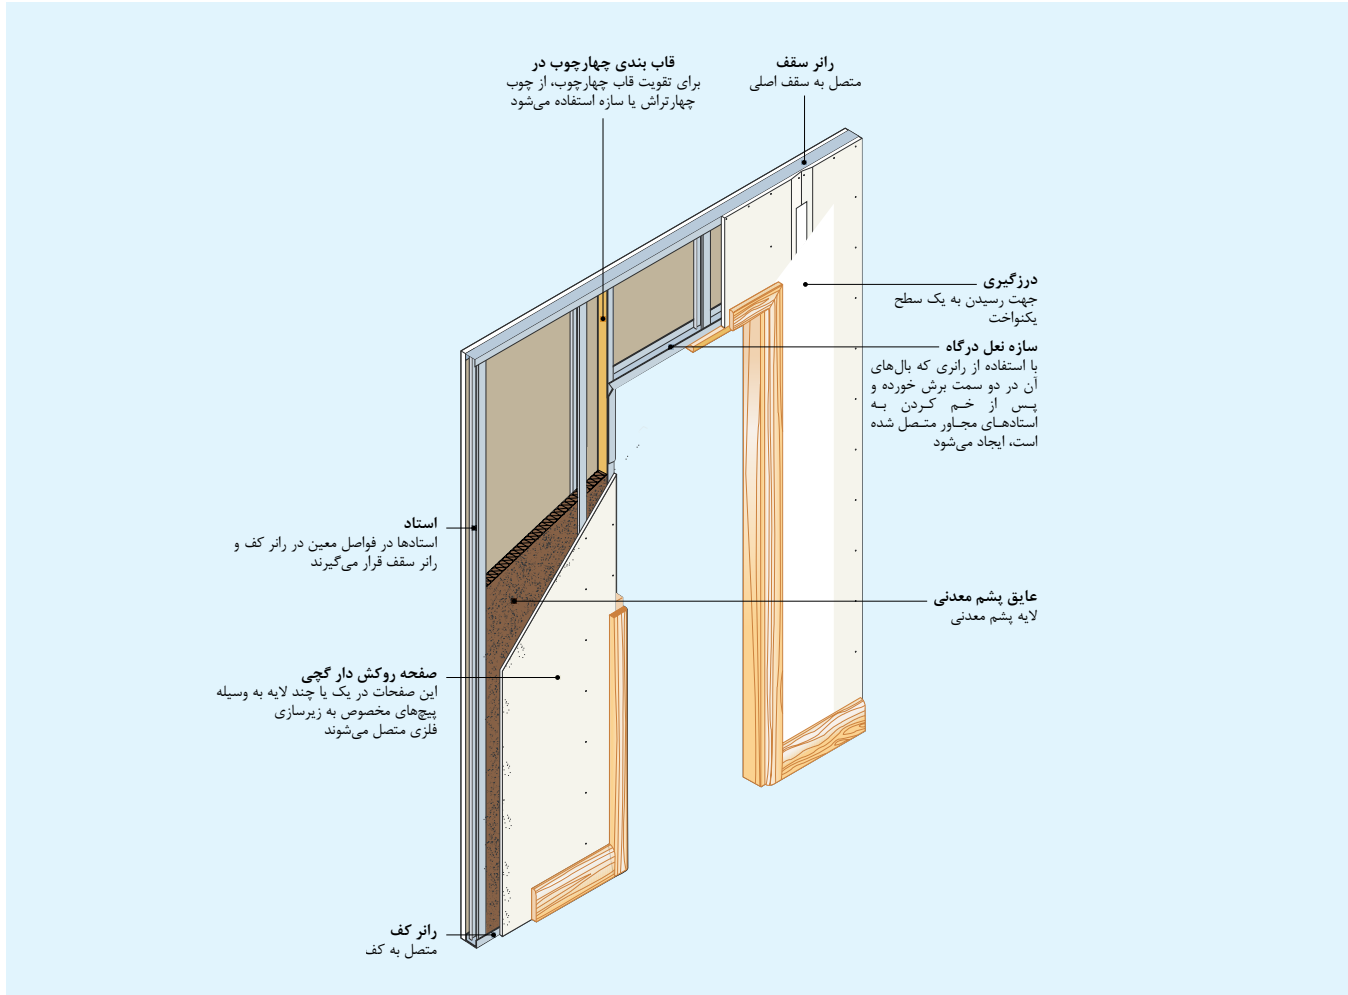 رانر سقف
متصل به سقف اصلی
قاب بندی چهارچوب در
برای تقویت قاب چهارچوب، از چوب
چهارتراش یا سازه استفاده می‌شود
درزگیری
جهت رسیدن به یک سطح
یکنواخت
سازه نعل درگاه
با استفاده از رانری که بال‌های
آن در دو سمت برش خورده و
پس از خم کردن به
استادهای مجاور متصل شده
است، ایجاد می‌شود
استاد
استادها در فواصل معین در رانر کف و
رانر سقف قرار می‌گیرند
عایق پشم معدنی
لایه پشم معدنی
صفحه روکش دار گچی
این صفحات در یک یا چند لایه به وسیله
پیچ‌های مخصوص به زیرسازی
فلزی متصل می‌شوند
رانر کف
متصل به کف